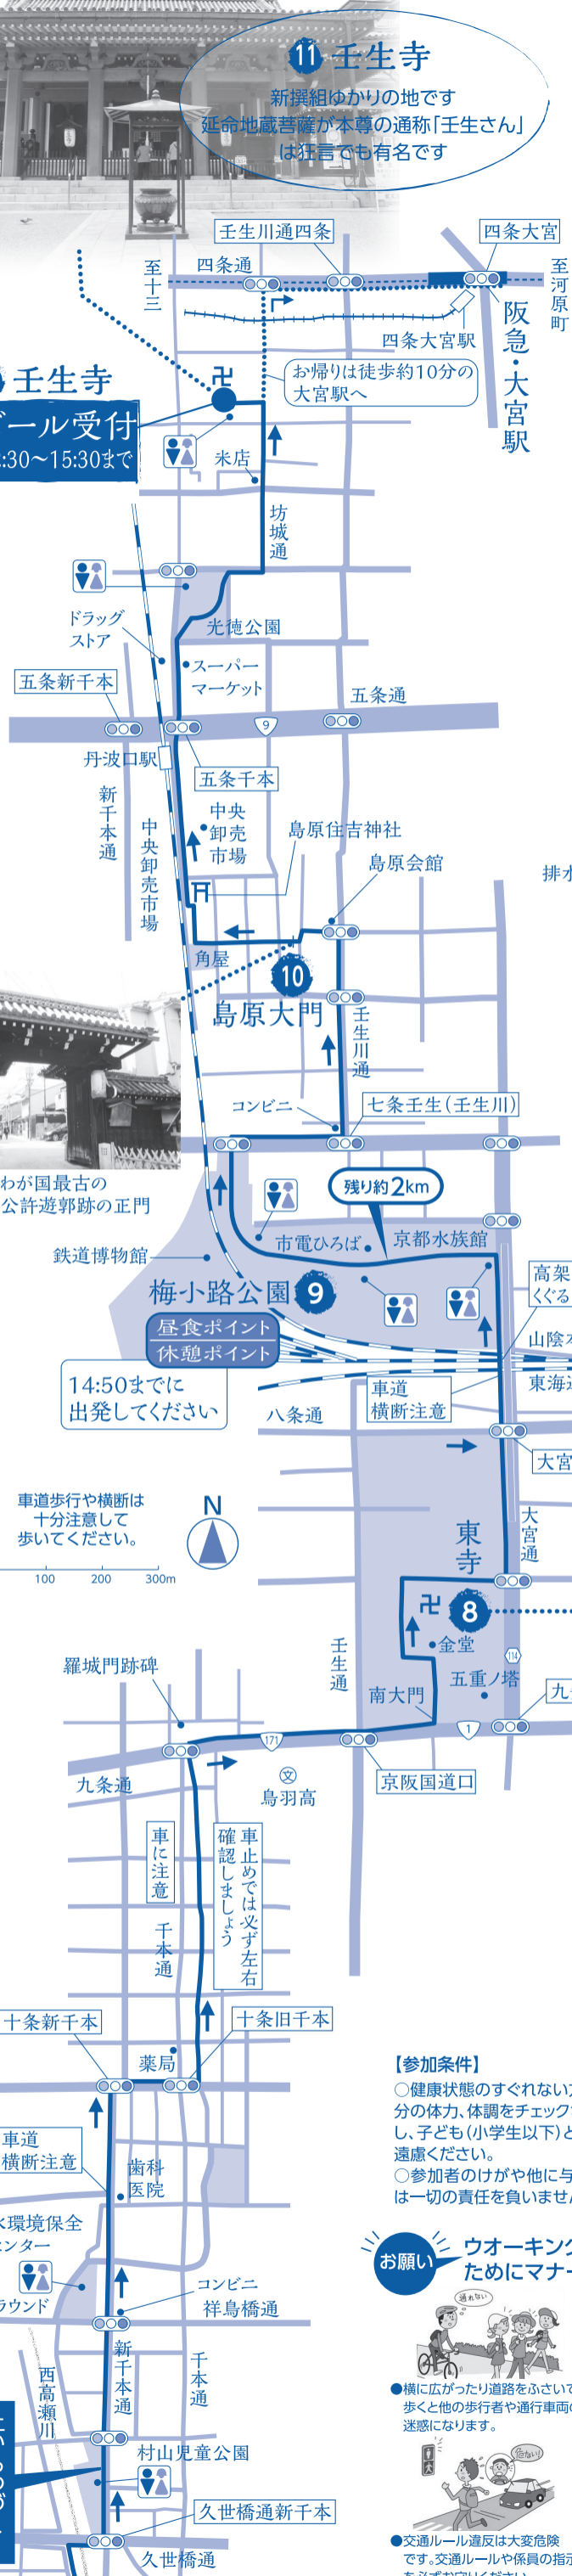 11 壬生寺
新撰組ゆかりの地です
延命地蔵菩薩が本尊の通称「壬生さん」
は狂言でも有名です
壬生川通四条
四条大宮
至十三
四条通
至河原町
四条大宮駅
阪急・大宮駅
お帰りは徒歩約10分の
大宮駅へ
壬生寺
ゴール受付
:30〜15:30まで
卍
米店
坊城通
光徳公園
ドラッグ
ストア
スーパー
マーケット
五条新千本
五条通
9
丹波口駅
五条千本
新千本通
中央卸売市場
中央
卸売
市場
島原住吉神社
島原会館
排水
角屋
10
島原大門
壬生川通
わが国最古の
公許遊郭跡の正門
コンビニ
七条壬生(壬生川)
残り約2km
市電ひろば
京都水族館
鉄道博物館
梅小路公園 9
昼食ポイント
休憩ポイント
14:50までに
出発してください
高架
くぐる
山陰本
東海道
車道
横断注意
八条通
大宮
車道歩行や横断は
十分注意して
歩いてください。
N
100 200 300m
大宮通
東寺
卍 8
金堂
五重ノ塔
114
壬生通
南大門
九
1
羅城門跡碑
171
九条通
文
鳥羽高
京阪国道口
車に注意
車止めでは必ず左右
確認しましょう
千本通
十条新千本
十条旧千本
薬局
車道
横断注意
歯科
医院
水環境保全
センター
ラウンド
コンビニ
祥鳥橋通
新千本通
千本通
西高瀬川
村山児童公園
久世橋通新千本
久世橋通
【参加条件】
○健康状態のすぐれない方
分の体力、体調をチェック
し、子ども(小学生以下)と
遠慮ください。
○参加者のけがや他に与
は一切の責任を負いません
お願い
ウオーキング
ためにマナー
通れない
●横に広がったり道路をふさいで
歩くと他の歩行者や通行車両の
迷惑になります。
危ない!
●交通ルール違反は大変危険
です。交通ルールや係員の指示